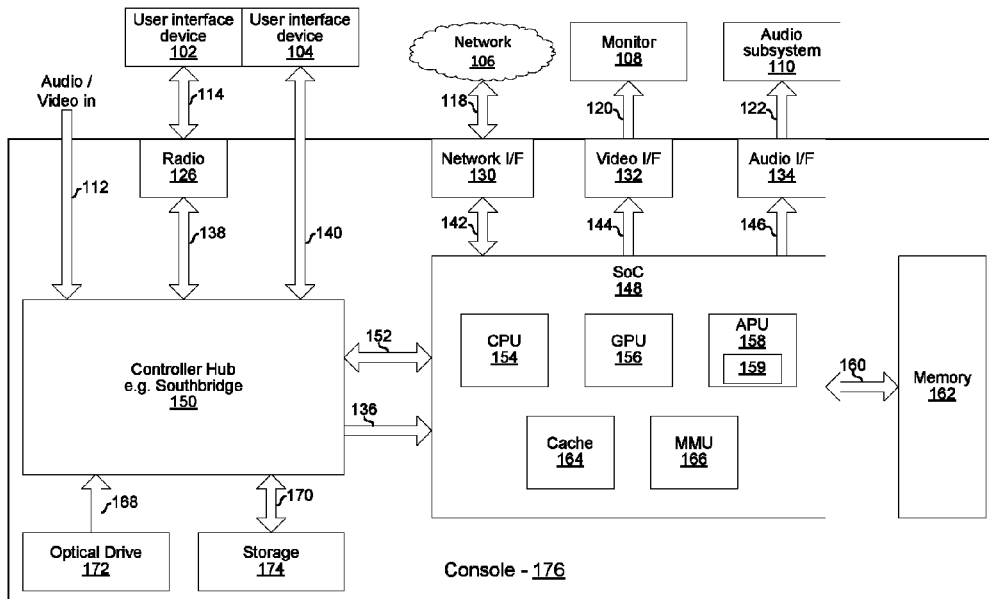 User interface
device
102
User interface
device
104
Network
106
Monitor
108
Audio
subsystem
110
Audio /
Video in
114
118
120
122
Radio
126
Network I/F
130
Video I/F
132
Audio I/F
134
112
138
140
142
144
146
SoC
148
CPU
154
GPU
156
APU
158
159
152
160
Controller Hub
e.g. Southbridge
150
Memory
162
136
Cache
164
MMU
166
168
170
Optical Drive
172
Storage
174
Console - 176